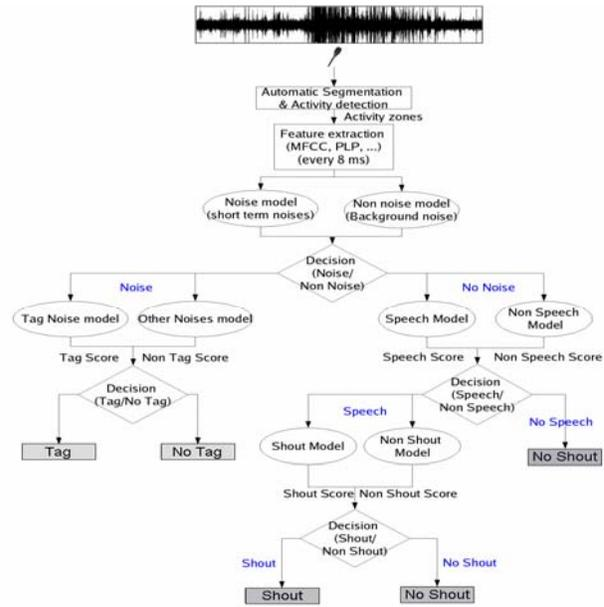 Automatic Segmentation
& Activity detection
Activity zones
Feature extraction
(MFCC, PLP, ...)
(every 8 ms)
Noise model
(short term noises)
Non noise model
(Background noise)
Decision
(Noise/
Non Noise)
Noise
No Noise
Tag Noise model
Other Noises model
Speech Model
Non Speech
Model
Tag Score
Non Tag Score
Speech Score
Non Speech Score
Decision
(Tag/No Tag)
Decision
(Speech/
Non Speech)
Speech
No Speech
Tag
No Tag
Shout Model
Non Shout
Model
No Shout
Shout Score
Non Shout Score
Decision
(Shout/
Non Shout)
Shout
No Shout
Shout
No Shout